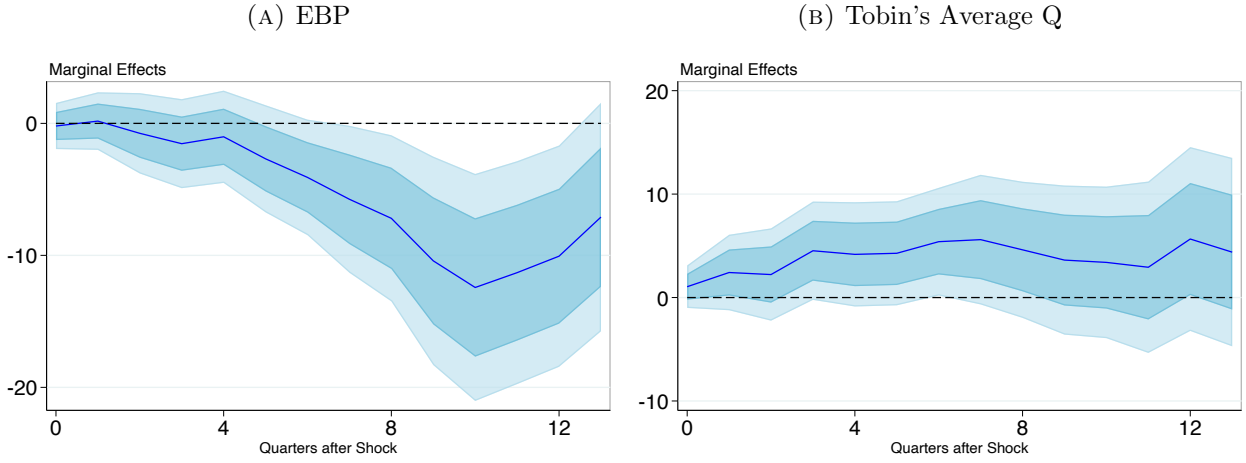 (A) EBP
Marginal Effects
0
-10
-20
0 4 8 12
Quarters after Shock
(B) Tobin's Average Q
Marginal Effects
20
10
0
-10
0 4 8 12
Quarters after Shock